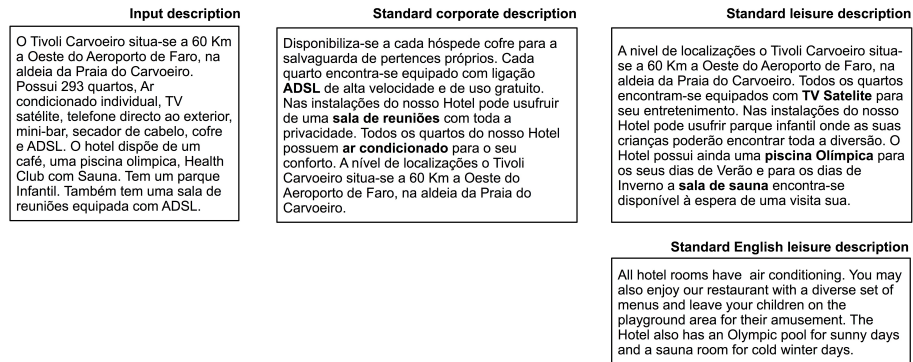 Input description
O Tivoli Carvoeiro situa-se a 60 Km
a Oeste do Aeroporto de Faro, na
aldeia da Praia do Carvoeiro.
Possui 293 quartos, Ar
condicionado individual, TV
satélite, telefone directo ao exterior,
mini-bar, secador de cabelo, cofre
e ADSL. O hotel dispõe de um
café, uma piscina olimpica, Health
Club com Sauna. Tem um parque
Infantil. Também tem uma sala de
reuniões equipada com ADSL.
Standard corporate description
Disponibiliza-se a cada hóspede cofre para a
salvaguarda de pertences próprios. Cada
quarto encontra-se equipado com ligação
ADSL de alta velocidade e de uso gratuito.
Nas instalações do nosso Hotel pode usufruir
de uma sala de reuniões com toda a
privacidade. Todos os quartos do nosso Hotel
possuem ar condicionado para o seu
conforto. A nível de localizações o Tivoli
Carvoeiro situa-se a 60 Km a Oeste do
Aeroporto de Faro, na aldeia da Praia do
Carvoeiro.
Standard leisure description
A nivel de localizações o Tivoli Carvoeiro situa-
se a 60 Km a Oeste do Aeroporto de Faro, na
aldeia da Praia do Carvoeiro. Todos os quartos
encontram-se equipados com TV Satelite para
seu entretenimento. Nas instalações do nosso
Hotel pode usufrir parque infantil onde as suas
crianças poderão encontrar toda a diversão. O
Hotel possui ainda uma piscina Olímpica para
os seus dias de Verão e para os dias de
Inverno a sala de sauna encontra-se
disponível à espera de uma visita sua.
Standard English leisure description
All hotel rooms have air conditioning. You may
also enjoy our restaurant with a diverse set of
menus and leave your children on the
playground area for their amusement. The
Hotel also has an Olympic pool for sunny days
and a sauna room for cold winter days.